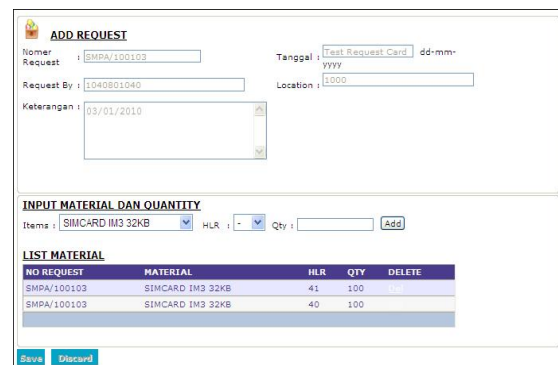 ADD REQUEST
Nomer Request : SMPA/100103
Tanggal : Test Request Card dd-mm-yyyy
Request By : 1040801040
Location : 1000
Keterangan : 03/01/2010
INPUT MATERIAL DAN QUANTITY
Items : SIMCARD IM3 32KB HLR : - Qty : Add
LIST MATERIAL
NO REQUEST MATERIAL HLR QTY DELETE
SMPA/100103 SIMCARD IM3 32KB 41 100 Del
SMPA/100103 SIMCARD IM3 32KB 40 100
Save Discard